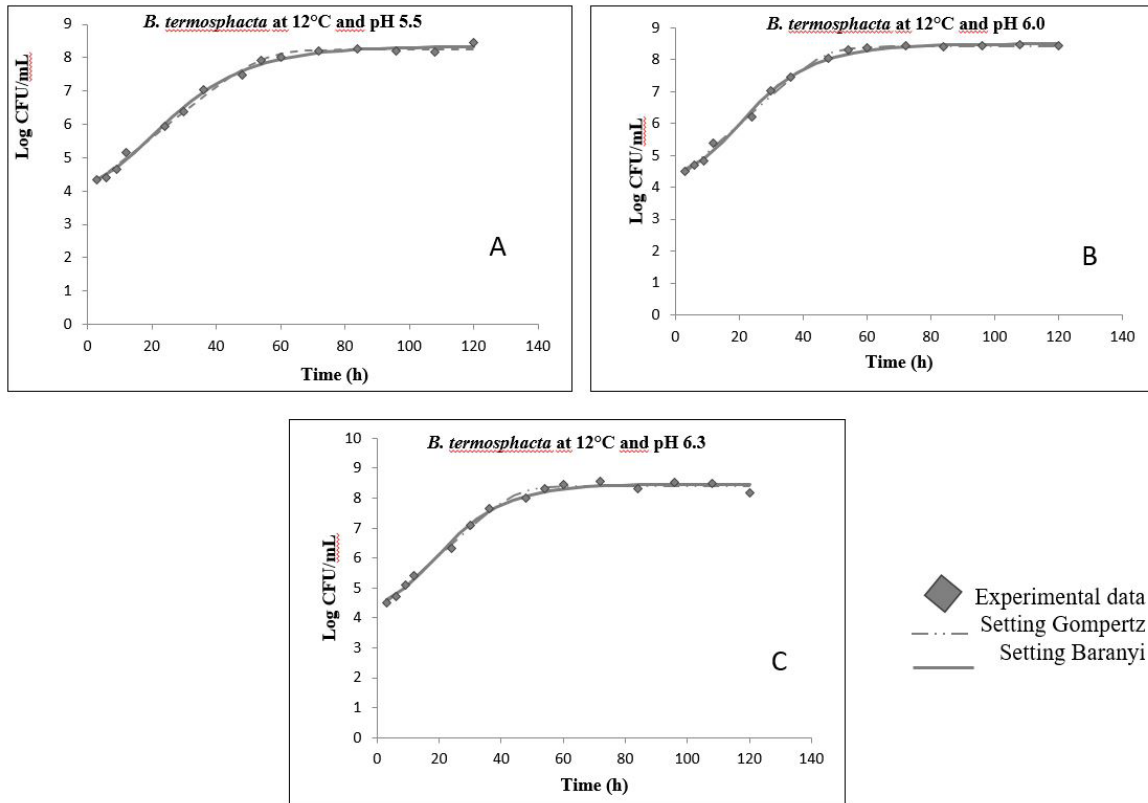 B. termosphacta at 12°C and pH 5.5
Log CFU/mL
9
8
7
6
5
4
3
2
1
0
0 20 40 60 80 100 120 140
Time (h)
A
B. termosphacta at 12°C and pH 6.0
Log CFU/mL
9
8
7
6
5
4
3
2
1
0
0 20 40 60 80 100 120 140
Time (h)
B
B. termosphacta at 12°C and pH 6.3
Log CFU/mL
10
9
8
7
6
5
4
3
2
1
0
0 20 40 60 80 100 120 140
Time (h)
C
Experimental data
Setting Gompertz
Setting Baranyi